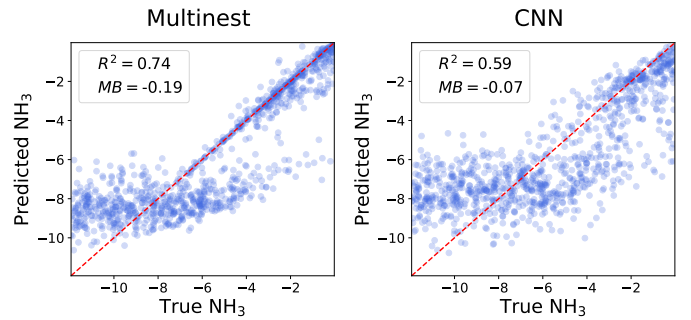 Multinest
R² = 0.74
MB = -0.19
−2
−4
−6
−8
−10
Predicted NH₃
−10
−8
−6
−4
−2
True NH₃
CNN
R² = 0.59
MB = -0.07
−2
−4
−6
−8
−10
Predicted NH₃
−10
−8
−6
−4
−2
True NH₃